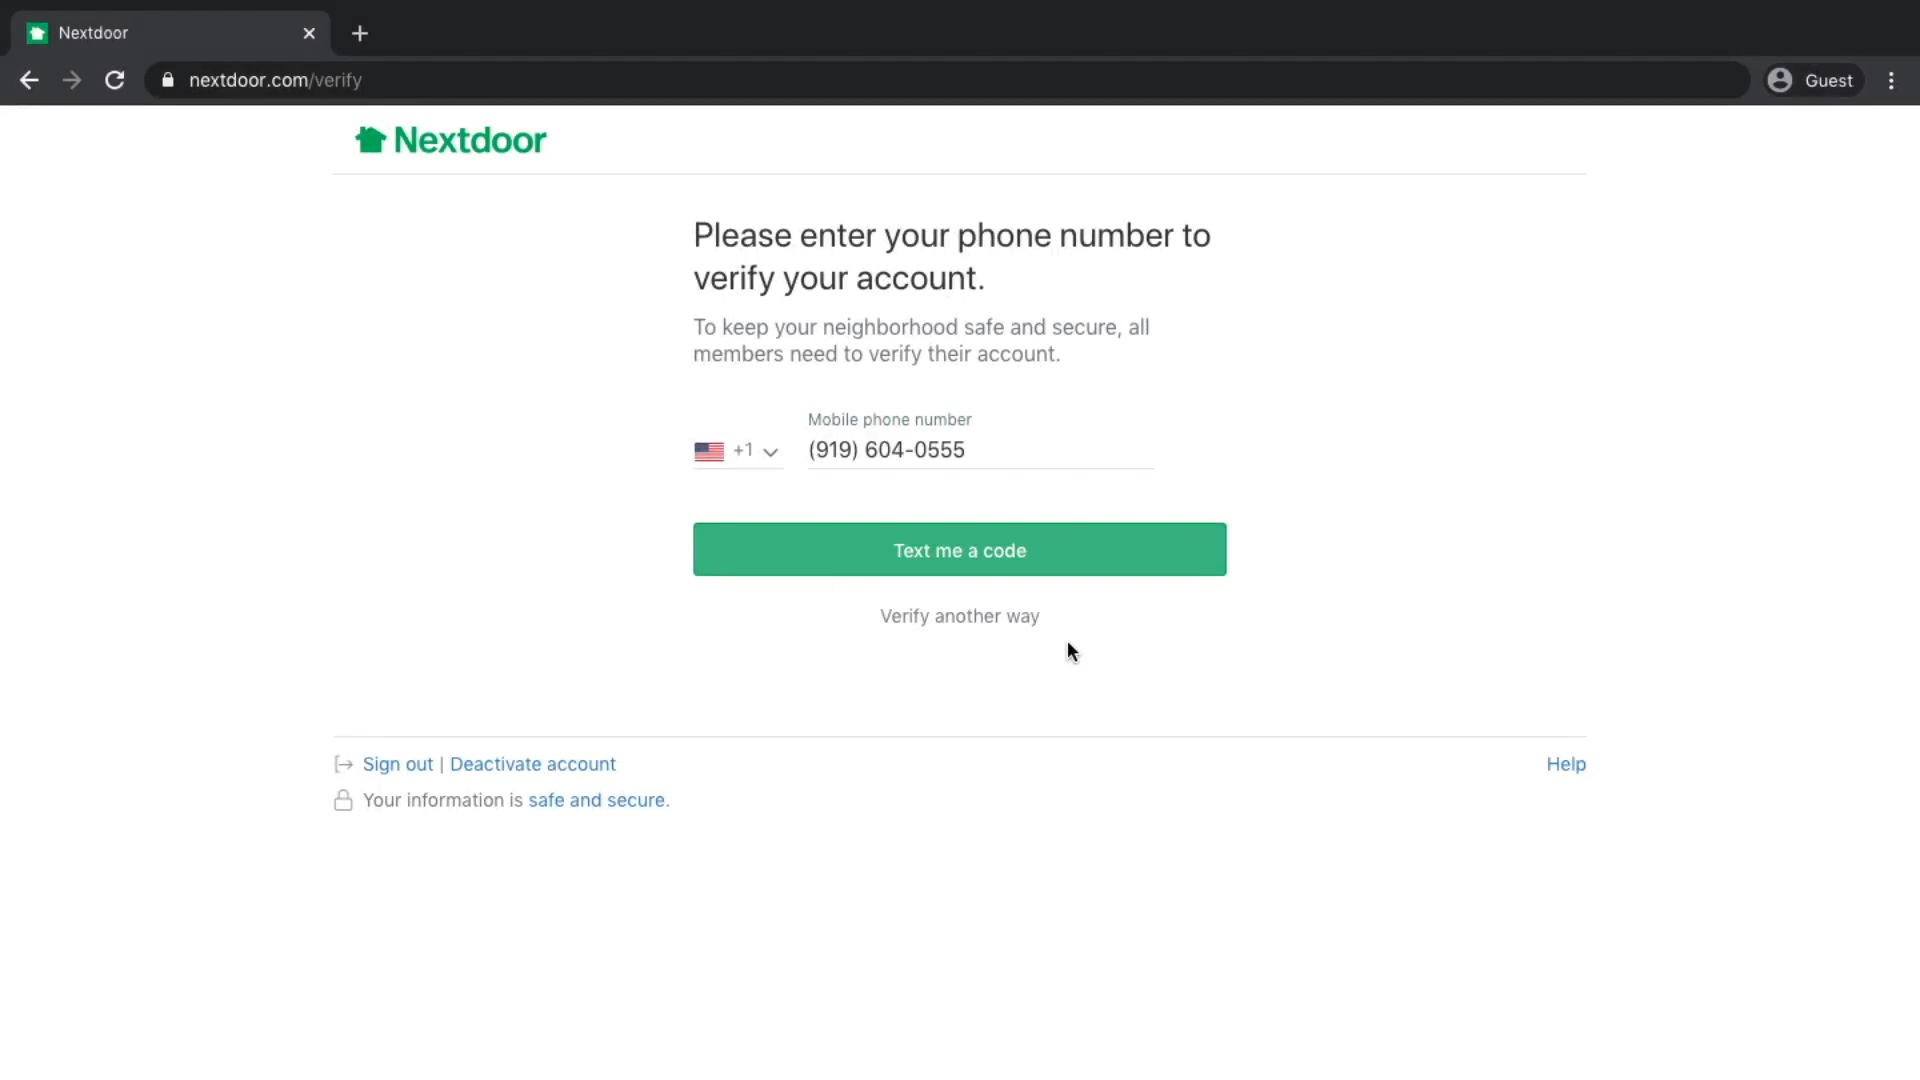 Nextdoor
nextdoor.com/verify
Guest
Nextdoor
Please enter your phone number to
verify your account.
To keep your neighborhood safe and secure, all
members need to verify their account.
Mobile phone number
+1 (919) 604-0555
Text me a code
Verify another way
Sign out | Deactivate account
Help
Your information is safe and secure.